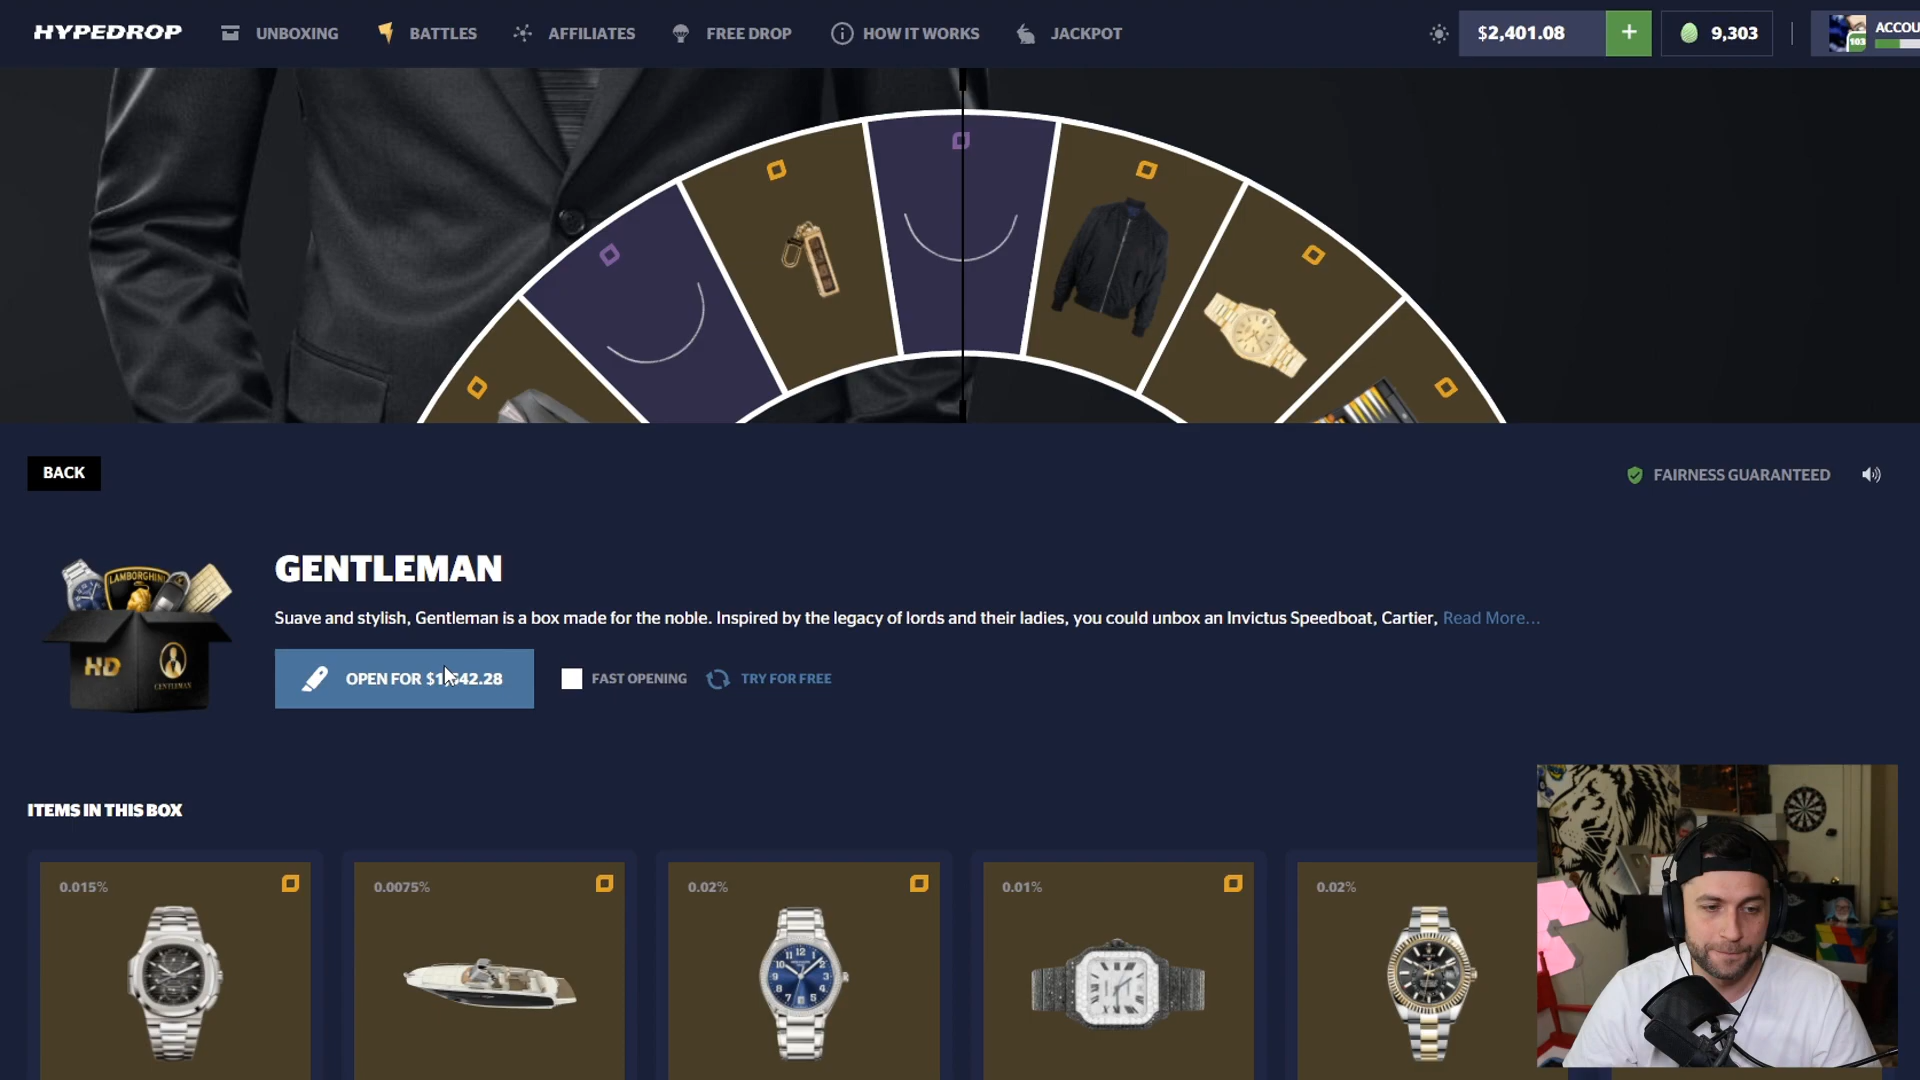 HYPEDROP UNBOXING BATTLES AFFILIATES FREE DROP HOW IT WORKS JACKPOT $2,401.08 + 9,303 103 ACCOU
BACK
FAIRNESS GUARANTEED
GENTLEMAN
Suave and stylish, Gentleman is a box made for the noble. Inspired by the legacy of lords and their ladies, you could unbox an Invictus Speedboat, Cartier, Read More...
LAMBORGHINI
HD
GENTLEMAN
OPEN FOR 42.28
FAST OPENING
TRY FOR FREE
ITEMS IN THIS BOX
0.015%
0.0075%
0.02%
0.01%
0.02%